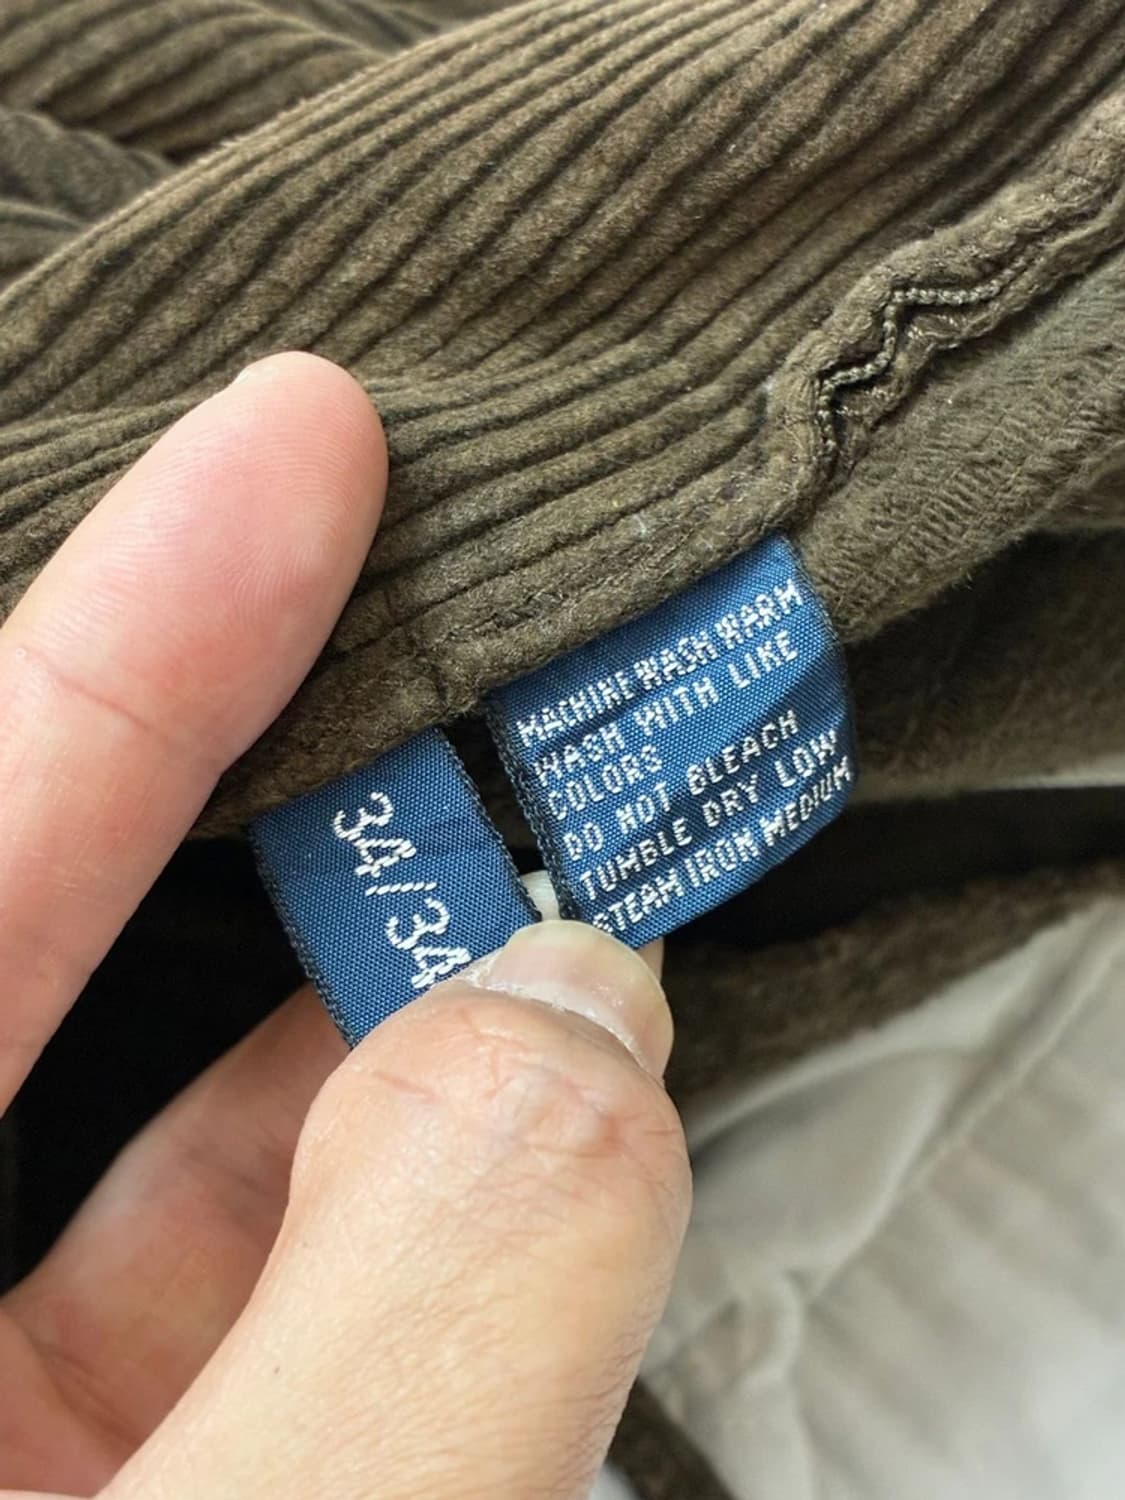 34/34
MACHINE WASH WARM
WASH WITH LIKE
COLORS
DO NOT BLEACH
TUMBLE DRY LOW
STEAM IRON MEDIUM